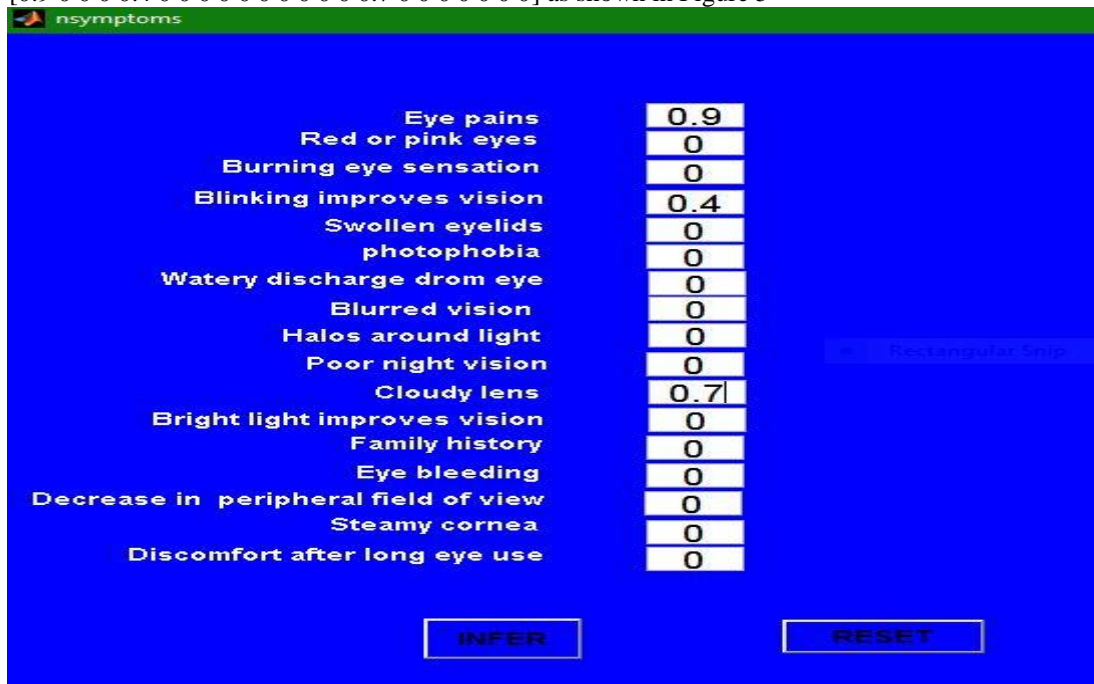 nsymptoms
Eye pains 0.9
Red or pink eyes 0
Burning eye sensation 0
Blinking improves vision 0.4
Swollen eyelids 0
photophobia 0
Watery discharge drom eye 0
Blurred vision 0
Halos around light 0
Poor night vision 0
Rectangular Snip
Cloudy lens 0.7
Bright light improves vision 0
Family history 0
Eye bleeding 0
Decrease in peripheral field of view 0
Steamy cornea 0
Discomfort after long eye use 0
INFER RESET